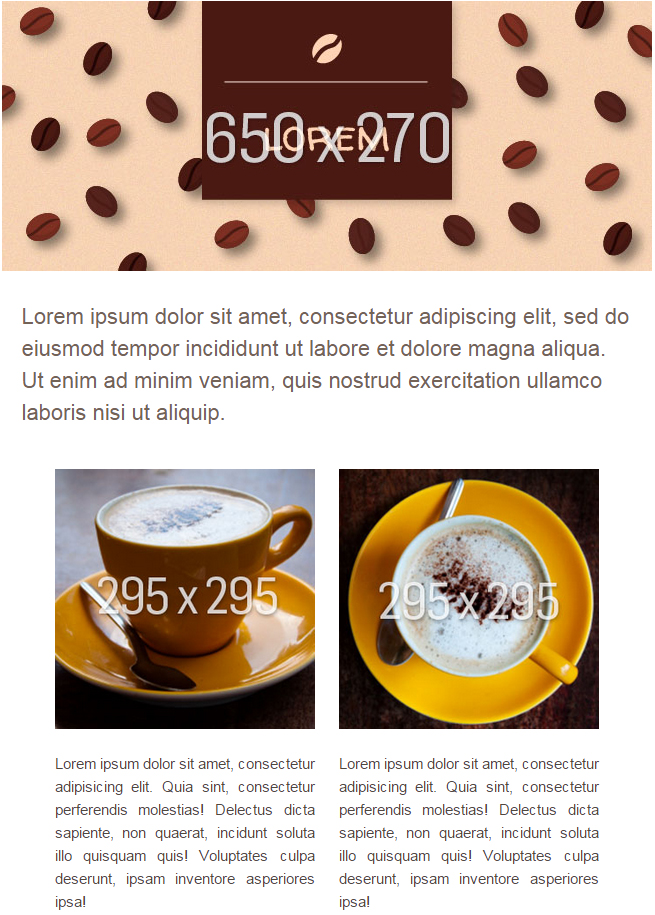 LOREM
650 x 270
Lorem ipsum dolor sit amet, consectetur adipiscing elit, sed do
eiusmod tempor incididunt ut labore et dolore magna aliqua.
Ut enim ad minim veniam, quis nostrud exercitation ullamco
laboris nisi ut aliquip.
295 x 295
295 x 295
Lorem ipsum dolor sit amet, consectetur
adipisicing elit. Quia sint, consectetur
perferendis molestias! Delectus dicta
sapiente, non quaerat, incidunt soluta
illo quisquam quis! Voluptates culpa
deserunt, ipsam inventore asperiores
ipsa!
Lorem ipsum dolor sit amet, consectetur
adipisicing elit. Quia sint, consectetur
perferendis molestias! Delectus dicta
sapiente, non quaerat, incidunt soluta
illo quisquam quis! Voluptates culpa
deserunt, ipsam inventore asperiores
ipsa!